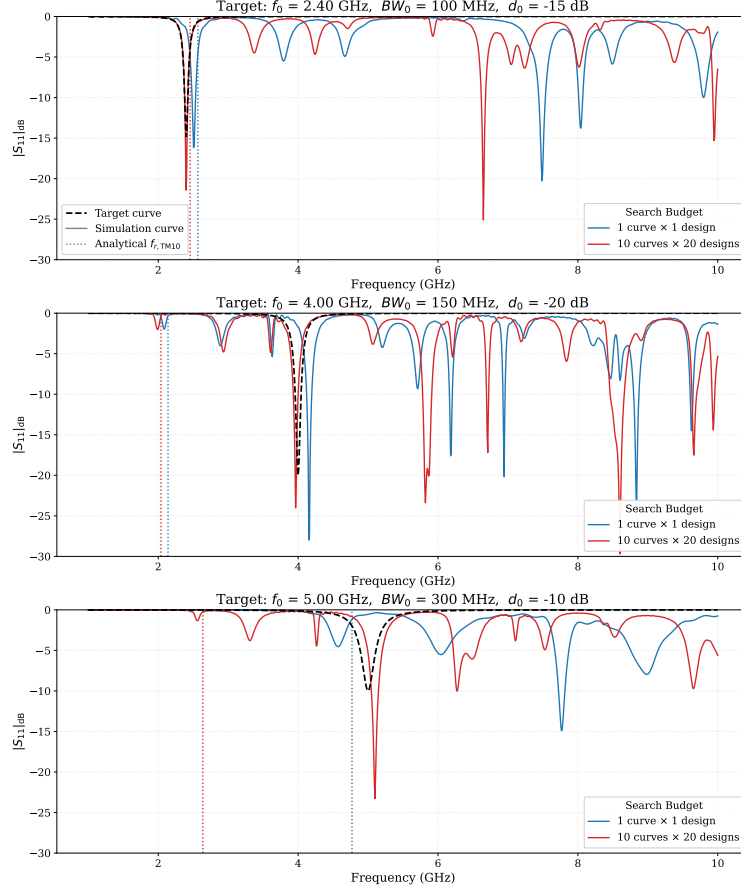 Target: f₀ = 2.40 GHz, BW₀ = 100 MHz, d₀ = -15 dB
0
−5
−10
−15
−20
−25
−30
|S₁₁|dB
Target curve
Simulation curve
Analytical fr,TM10
Search Budget
1 curve × 1 design
10 curves × 20 designs
2
4
6
8
10
Frequency (GHz)
Target: f₀ = 4.00 GHz, BW₀ = 150 MHz, d₀ = -20 dB
0
−5
−10
−15
−20
−25
−30
|S₁₁|dB
Search Budget
1 curve × 1 design
10 curves × 20 designs
2
4
6
8
10
Frequency (GHz)
Target: f₀ = 5.00 GHz, BW₀ = 300 MHz, d₀ = -10 dB
0
−5
−10
−15
−20
−25
−30
|S₁₁|dB
Search Budget
1 curve × 1 design
10 curves × 20 designs
2
4
6
8
10
Frequency (GHz)